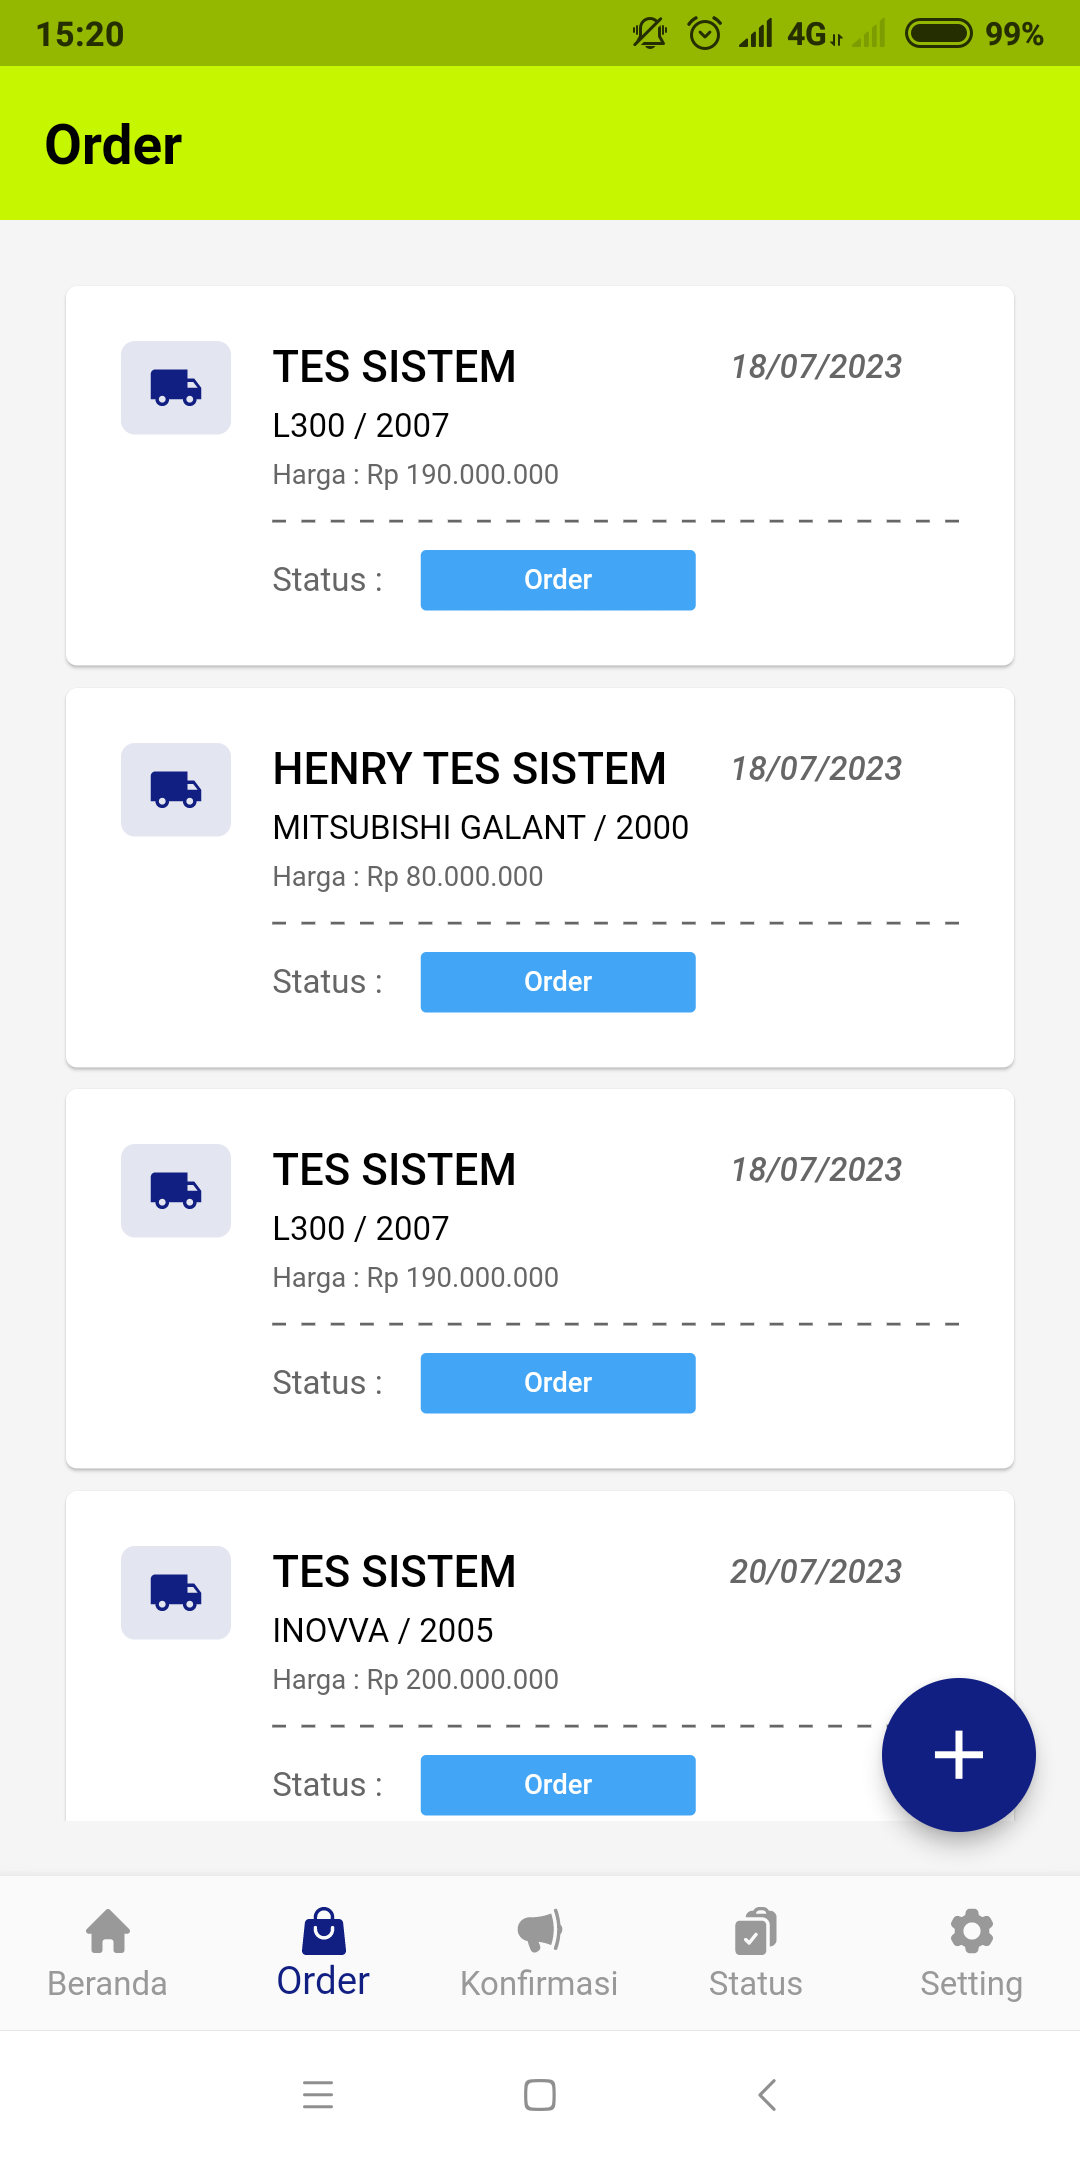 15:20 4G 99%
Order
TES SISTEM 18/07/2023
L300 / 2007
Harga : Rp 190.000.000
Status : Order
HENRY TES SISTEM 18/07/2023
MITSUBISHI GALANT / 2000
Harga : Rp 80.000.000
Status : Order
TES SISTEM 18/07/2023
L300 / 2007
Harga : Rp 190.000.000
Status : Order
TES SISTEM 20/07/2023
INOVVA / 2005
Harga : Rp 200.000.000
Status : Order
Beranda Order Konfirmasi Status Setting